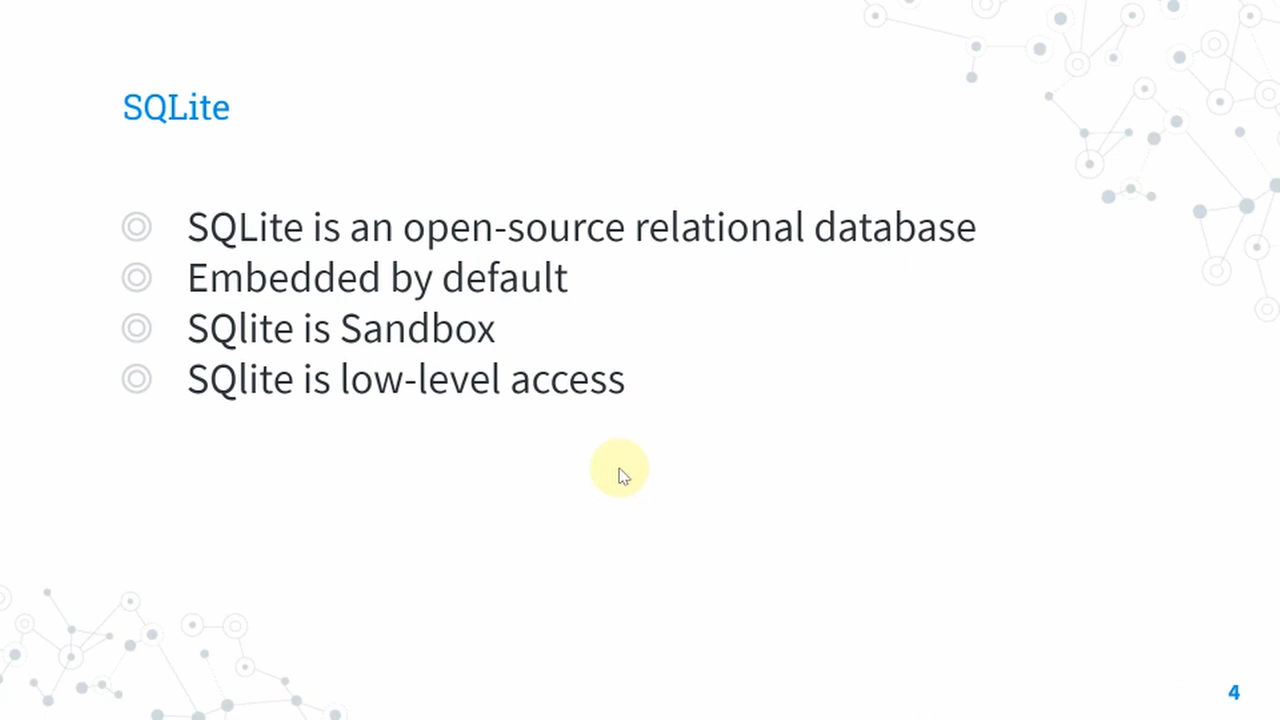 SQLite
SQLite is an open-source relational database
Embedded by default
SQlite is Sandbox
SQlite is low-level access
4